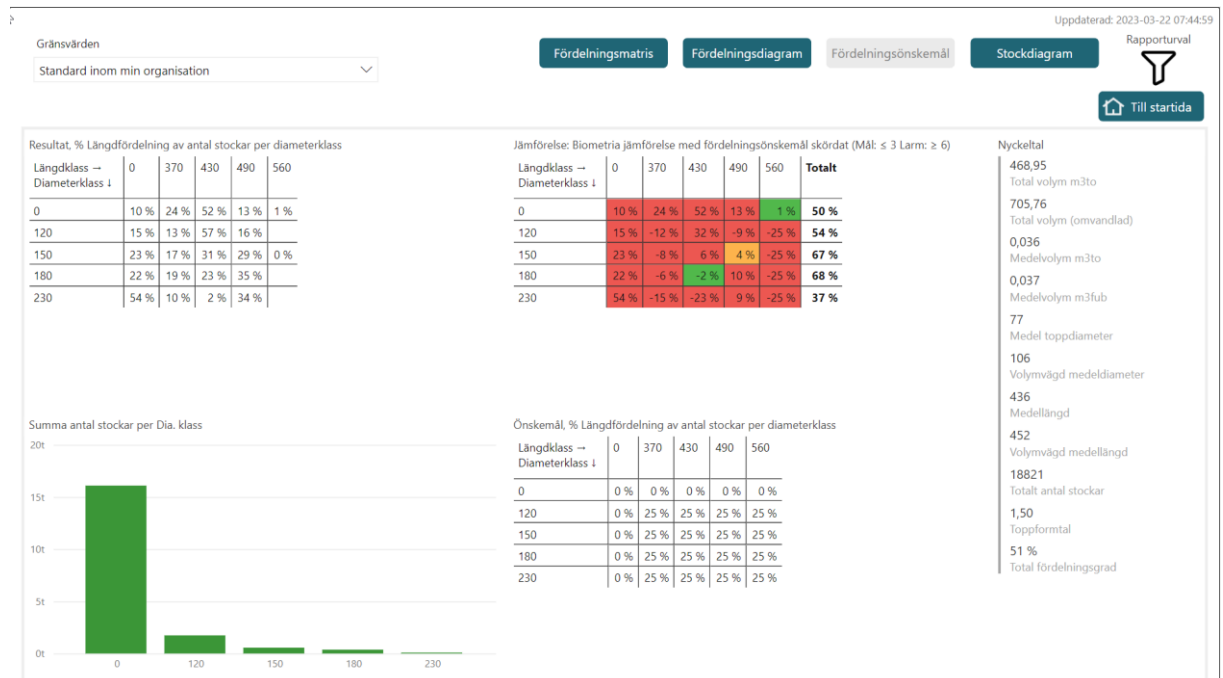 Uppdaterad: 2023-03-22 07:44:59
Gränsvärden
Standard inom min organisation
Fördelningsmatris
Fördelningsdiagram
Fördelningsönskemål
Stockdiagram
Rapporturval
Till startida
Resultat, % Längdfördelning av antal stockar per diameterklass
Längdklass → 0 370 430 490 560
Diameterklass ↓
0 10 % 24 % 52 % 13 % 1 %
120 15 % 13 % 57 % 16 %
150 23 % 17 % 31 % 29 % 0 %
180 22 % 19 % 23 % 35 %
230 54 % 10 % 2 % 34 %
Jämförelse: Biometria jämförelse med fördelningsönskemål skördat (Mål: ≤ 3 Larm: ≥ 6)
Längdklass → 0 370 430 490 560 Totalt
Diameterklass ↓
0 10 % 24 % 52 % 13 % 1 % 50 %
120 15 % -12 % 32 % -9 % -25 % 54 %
150 23 % -8 % 6 % 4 % -25 % 67 %
180 22 % -6 % -2 % 10 % -25 % 68 %
230 54 % -15 % -23 % 9 % -25 % 37 %
Nyckeltal
468,95
Total volym m3to
705,76
Total volym (omvandlad)
0,036
Medelvolym m3to
0,037
Medelvolym m3fub
77
Medel toppdiameter
106
Volymvägd medeldiameter
436
Medellängd
452
Volymvägd medellängd
18821
Totalt antal stockar
1,50
Toppformtal
51 %
Total fördelningsgrad
Summa antal stockar per Dia. klass
20t
15t
10t
5t
0t
0 120 150 180 230
Önskemål, % Längdfördelning av antal stockar per diameterklass
Längdklass → 0 370 430 490 560
Diameterklass ↓
0 0 % 0 % 0 % 0 % 0 %
120 0 % 25 % 25 % 25 % 25 %
150 0 % 25 % 25 % 25 % 25 %
180 0 % 25 % 25 % 25 % 25 %
230 0 % 25 % 25 % 25 % 25 %